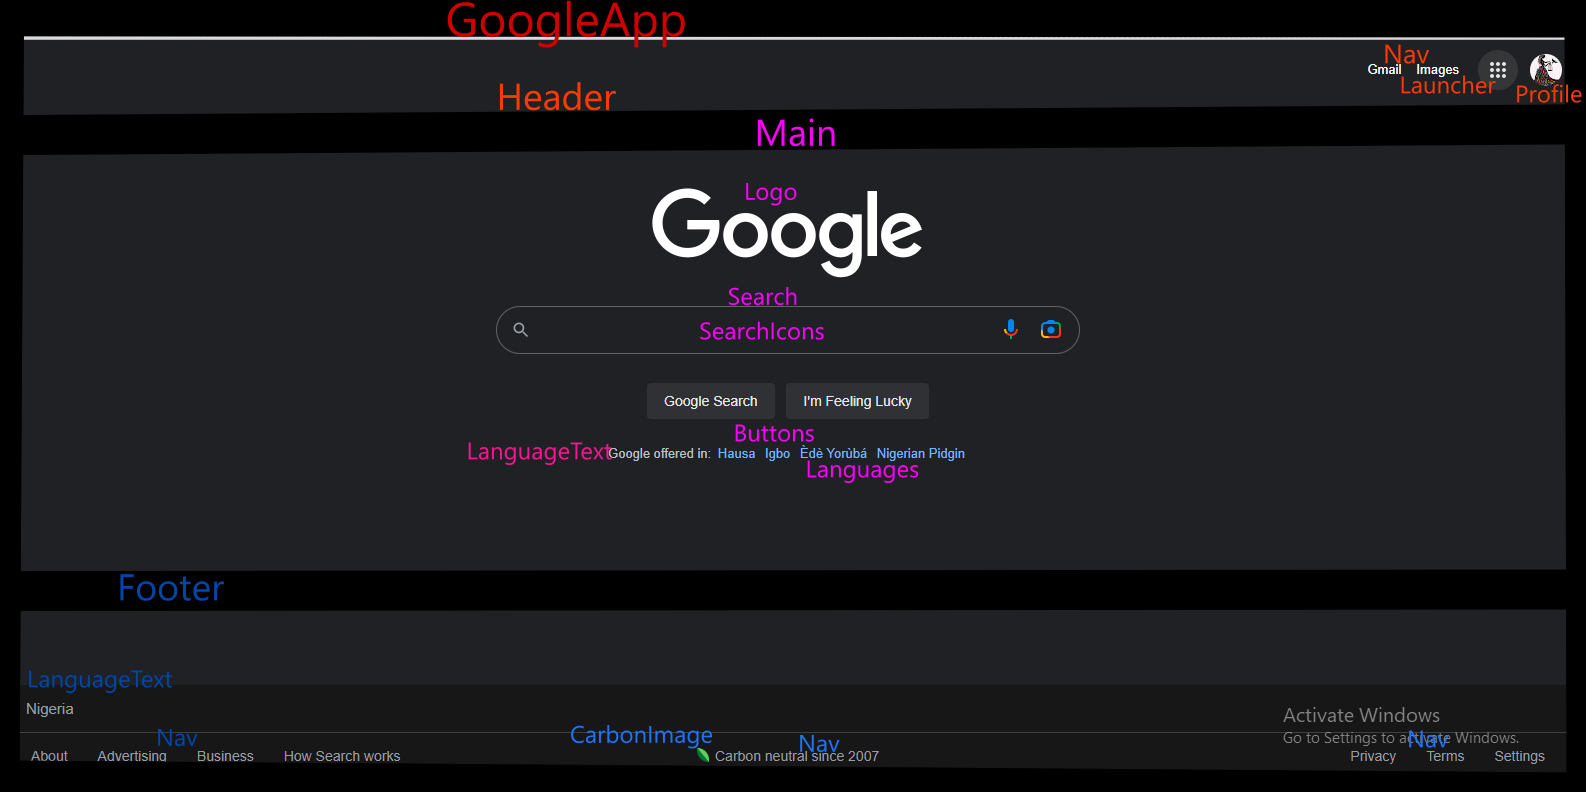 GoogleApp
Nav
Gmail Images
Launcher
Profile
Header
Main
Logo
Google
Search
SearchIcons
Google Search I'm Feeling Lucky
Buttons
LanguageText Google offered in: Hausa Igbo Èdè Yorùbá Nigerian Pidgin
Languages
Footer
LanguageText
Nigeria
Activate Windows
Go to Settings to activate Windows.
Nav CarbonImage Nav Nav
About Advertising Business How Search works Carbon neutral since 2007 Privacy Terms Settings